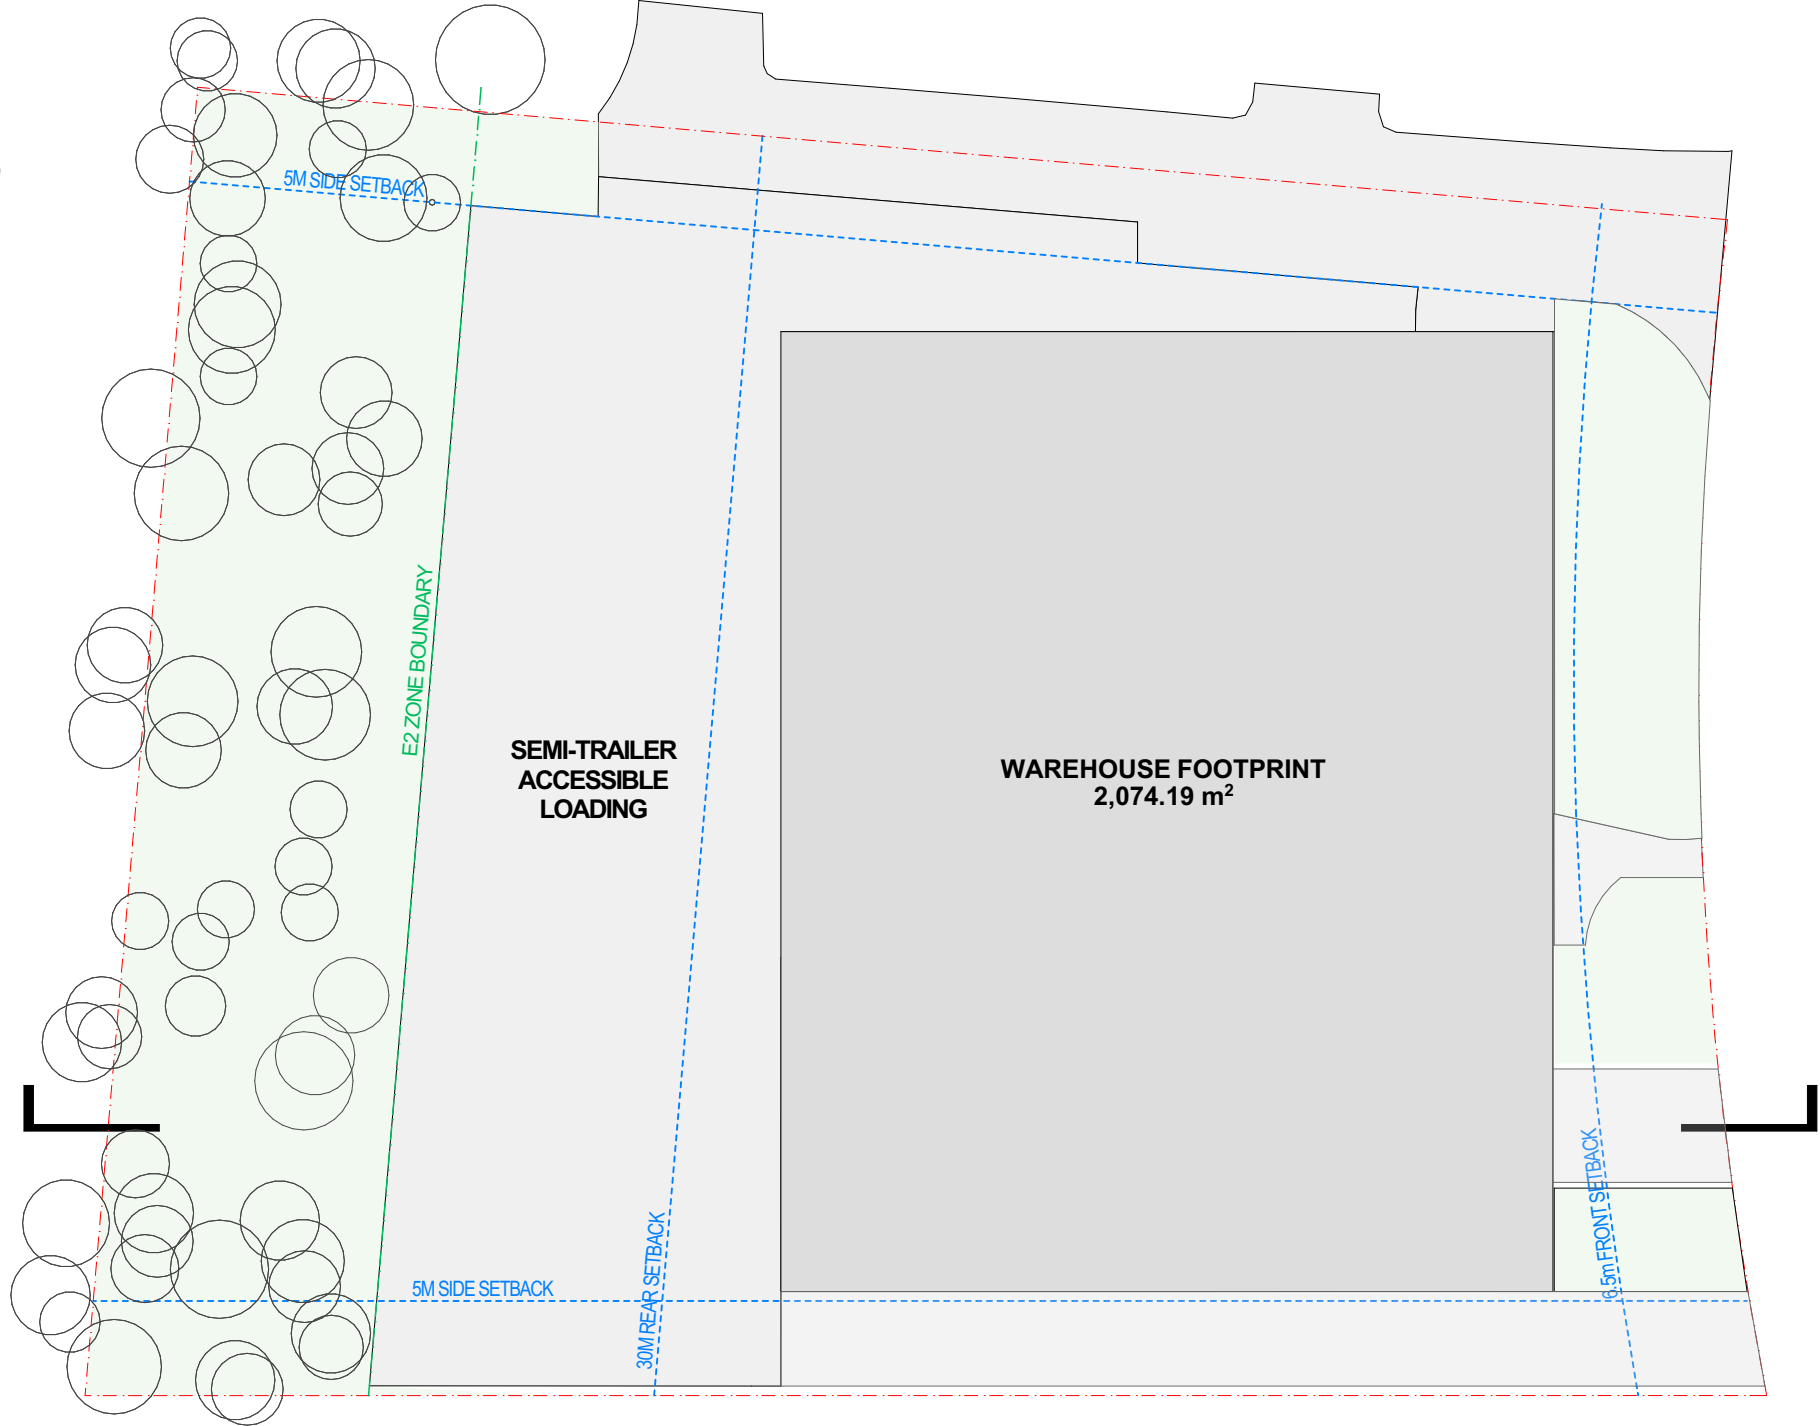 5M SIDE SETBACK
E2 ZONE BOUNDARY
SEMI-TRAILER
ACCESSIBLE
LOADING
WAREHOUSE FOOTPRINT
2,074.19 m²
5M SIDE SETBACK
30M REAR SETBACK
6.5m FRONT SETBACK